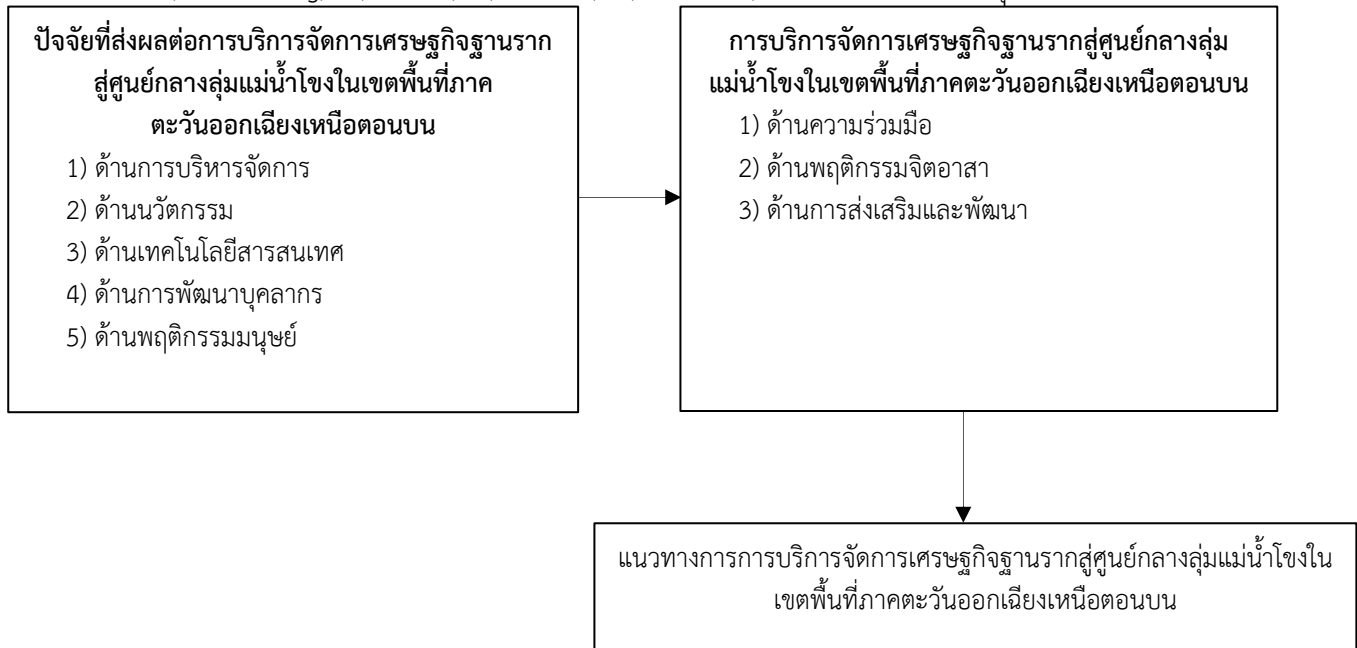 ปัจจัยที่ส่งผลต่อการบริการจัดการเศรษฐกิจฐานราก
สู่ศูนย์กลางลุ่มแม่น้ำโขงในเขตพื้นที่ภาค
ตะวันออกเฉียงเหนือตอนบน
1) ด้านการบริหารจัดการ
2) ด้านนวัตกรรม
3) ด้านเทคโนโลยีสารสนเทศ
4) ด้านการพัฒนาบุคลากร
5) ด้านพฤติกรรมมนุษย์
การบริการจัดการเศรษฐกิจฐานรากสู่ศูนย์กลางลุ่ม
แม่น้ำโขงในเขตพื้นที่ภาคตะวันออกเฉียงเหนือตอนบน
1) ด้านความร่วมมือ
2) ด้านพฤติกรรมจิตอาสา
3) ด้านการส่งเสริมและพัฒนา
แนวทางการการบริการจัดการเศรษฐกิจฐานรากสู่ศูนย์กลางลุ่มแม่น้ำโขงใน
เขตพื้นที่ภาคตะวันออกเฉียงเหนือตอนบน